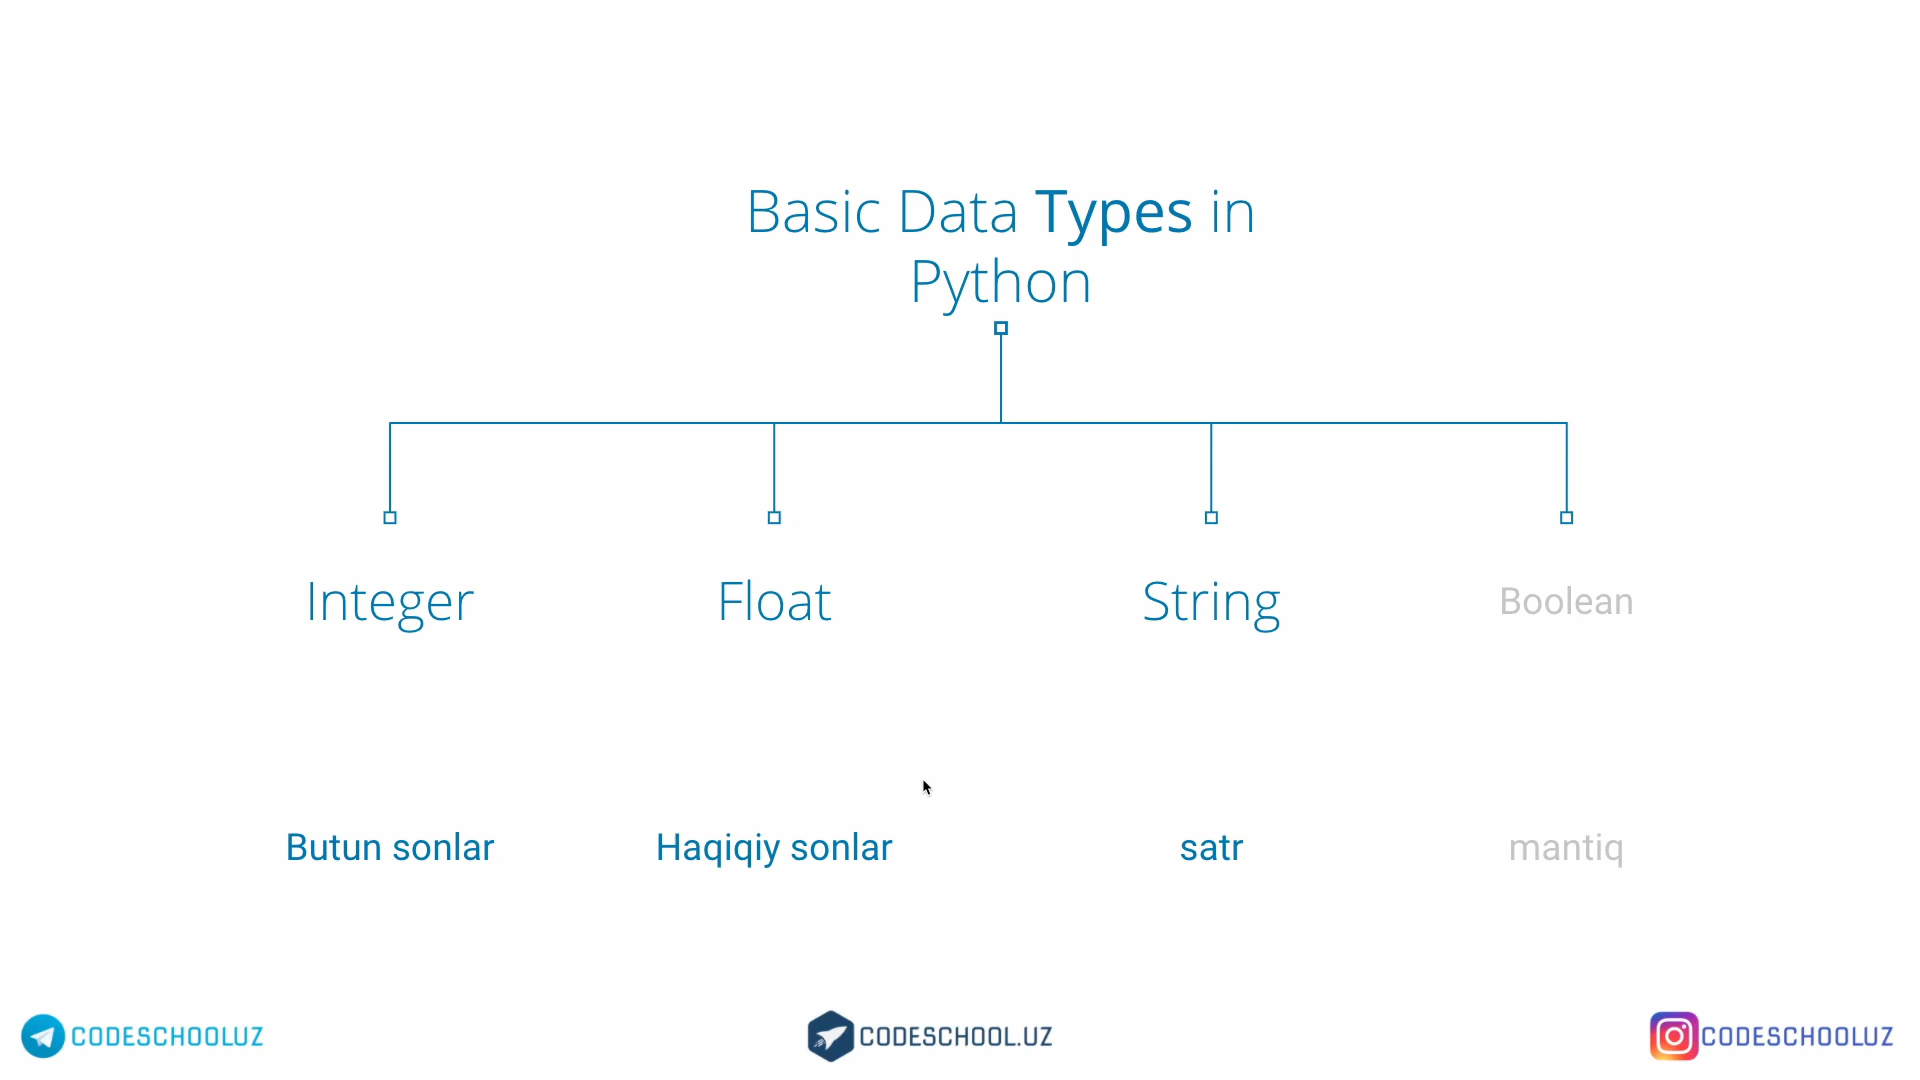 Basic Data Types in
Python
Integer
Float
String
Boolean
Butun sonlar
Haqiqiy sonlar
satr
mantiq
CODESCHOOLUZ
CODESCHOOL.UZ
CODESCHOOLUZ